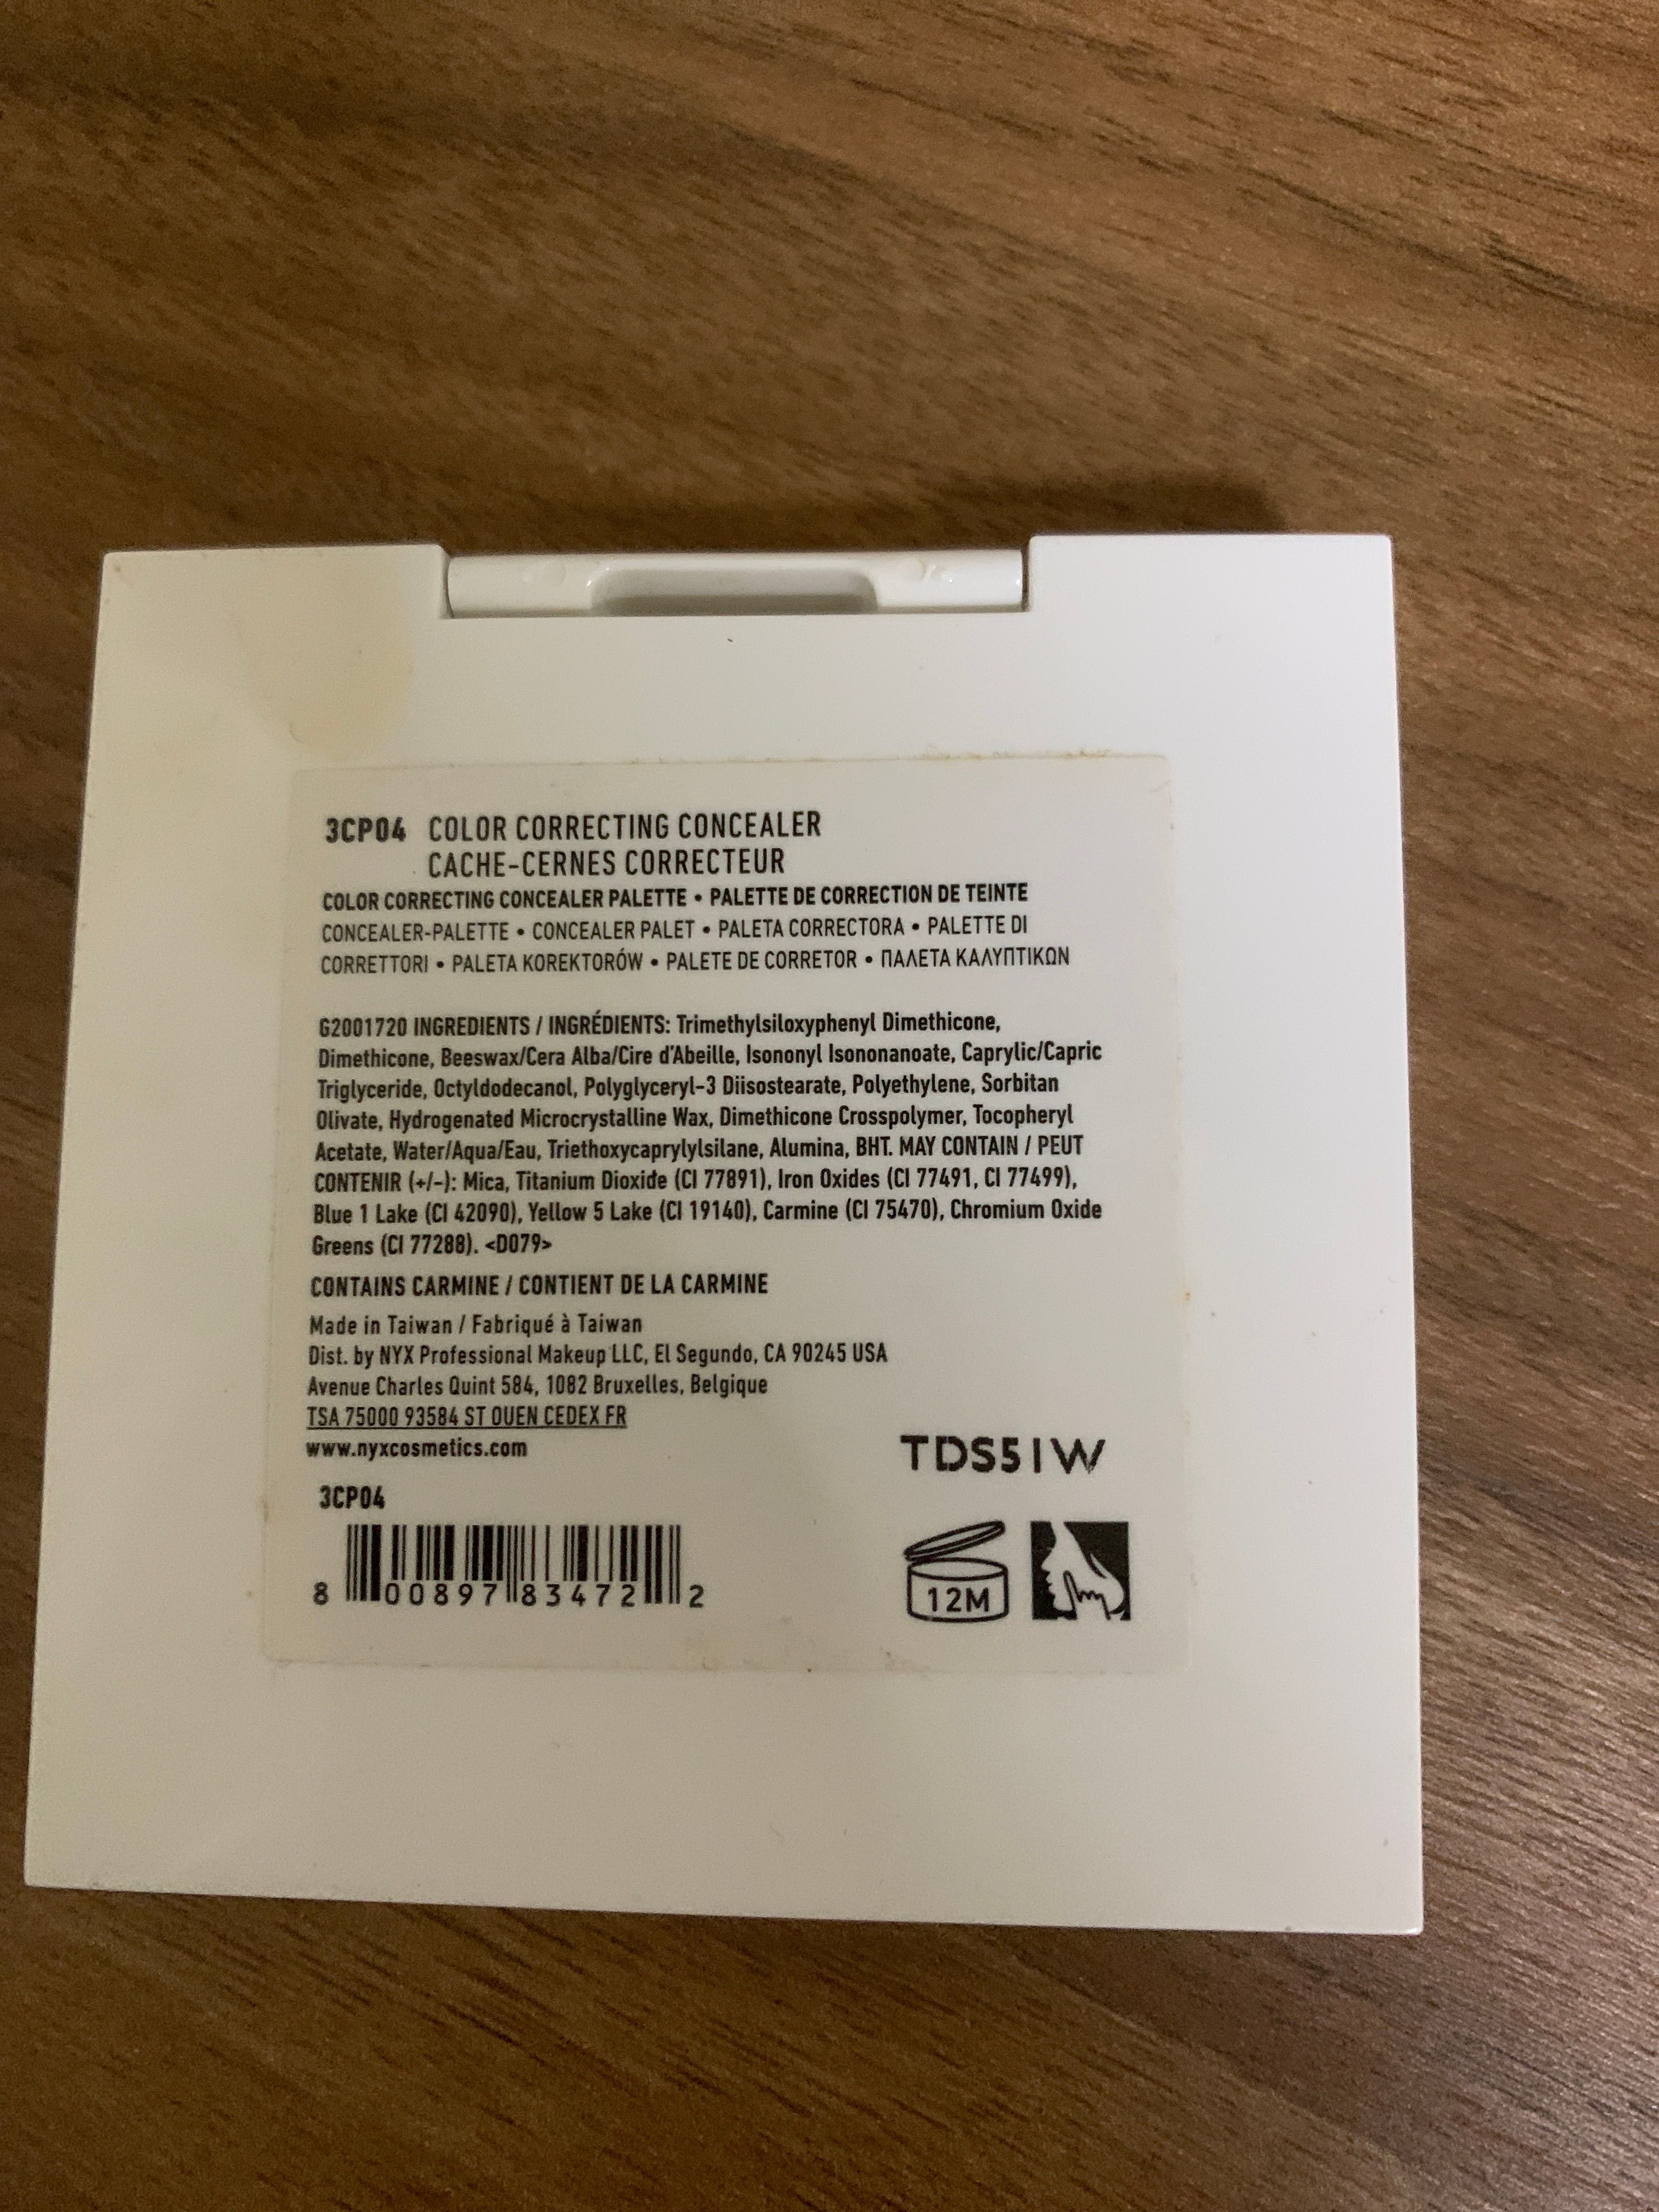 3CP04 COLOR CORRECTING CONCEALER
CACHE-CERNES CORRECTEUR
COLOR CORRECTING CONCEALER PALETTE • PALETTE DE CORRECTION DE TEINTE
CONCEALER-PALETTE • CONCEALER PALET • PALETA CORRECTORA • PALETTE DI
CORRETTORI • PALETA KOREKTORÓW • PALETE DE CORRETOR • ΠΑΛΕΤΑ ΚΑΛΥΠΤΙΚΩΝ
G2001720 INGREDIENTS / INGRÉDIENTS: Trimethylsiloxyphenyl Dimethicone,
Dimethicone, Beeswax/Cera Alba/Cire d'Abeille, Isononyl Isononanoate, Caprylic/Capric
Triglyceride, Octyldodecanol, Polyglyceryl-3 Diisostearate, Polyethylene, Sorbitan
Olivate, Hydrogenated Microcrystalline Wax, Dimethicone Crosspolymer, Tocopheryl
Acetate, Water/Aqua/Eau, Triethoxycaprylylsilane, Alumina, BHT. MAY CONTAIN / PEUT
CONTENIR (+/-): Mica, Titanium Dioxide (CI 77891), Iron Oxides (CI 77491, CI 77499),
Blue 1 Lake (CI 42090), Yellow 5 Lake (CI 19140), Carmine (CI 75470), Chromium Oxide
Greens (CI 77288). <D079>
CONTAINS CARMINE / CONTIENT DE LA CARMINE
Made in Taiwan / Fabriqué à Taiwan
Dist. by NYX Professional Makeup LLC, El Segundo, CA 90245 USA
Avenue Charles Quint 584, 1082 Bruxelles, Belgique
TSA 75000 93584 ST OUEN CEDEX FR
www.nyxcosmetics.com
TDS51W
3CP04
8 00897 83472 2
12M